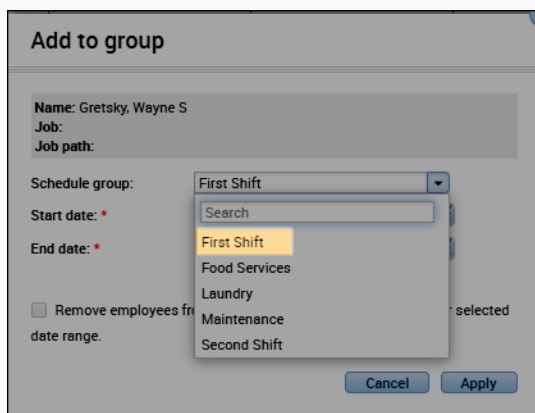 Add to group
Name: Gretsky, Wayne S
Job:
Job path:
Schedule group: First Shift
Start date: * Search
First Shift
End date: *
Food Services
Laundry
Remove employees selected
Maintenance
date range.
Second Shift
Cancel Apply